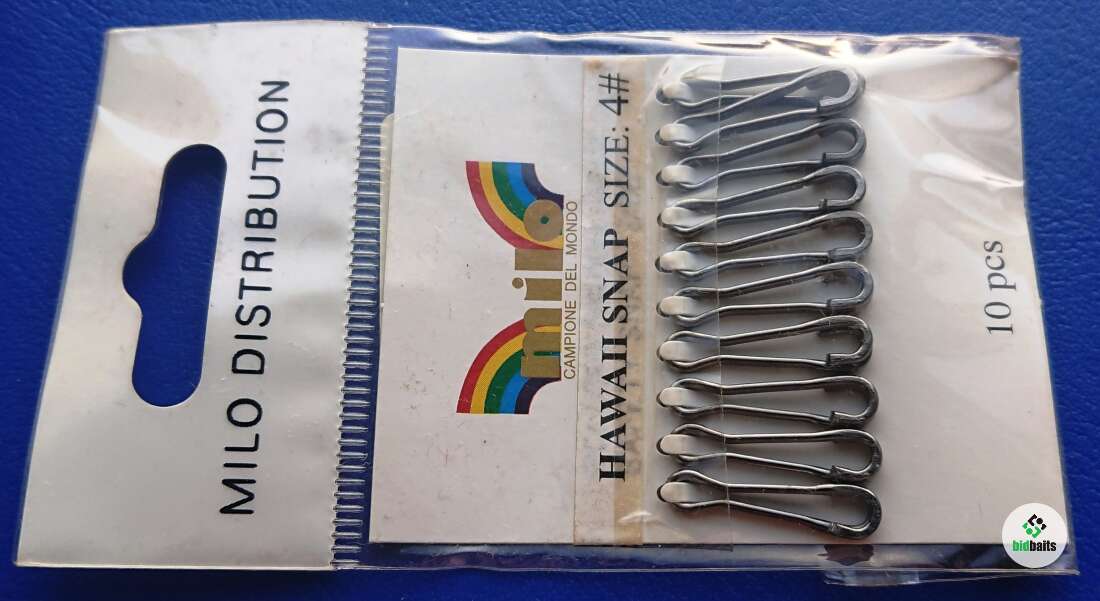 MILO DISTRIBUTION
milo
CAMPIONE DEL MONDO
HAWAII SNAP SIZE: 4#
10 pcs
bidbaits